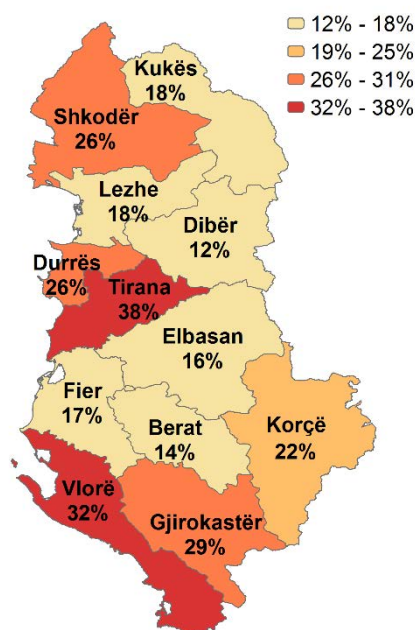 12% - 18%
19% - 25%
26% - 31%
32% - 38%
Kukës
18%
Shkodër
26%
Lezhe
18%
Dibër
12%
Durrës
26%
Tirana
38%
Elbasan
16%
Fier
17%
Berat
14%
Korçë
22%
Vlorë
32%
Gjirokastër
29%